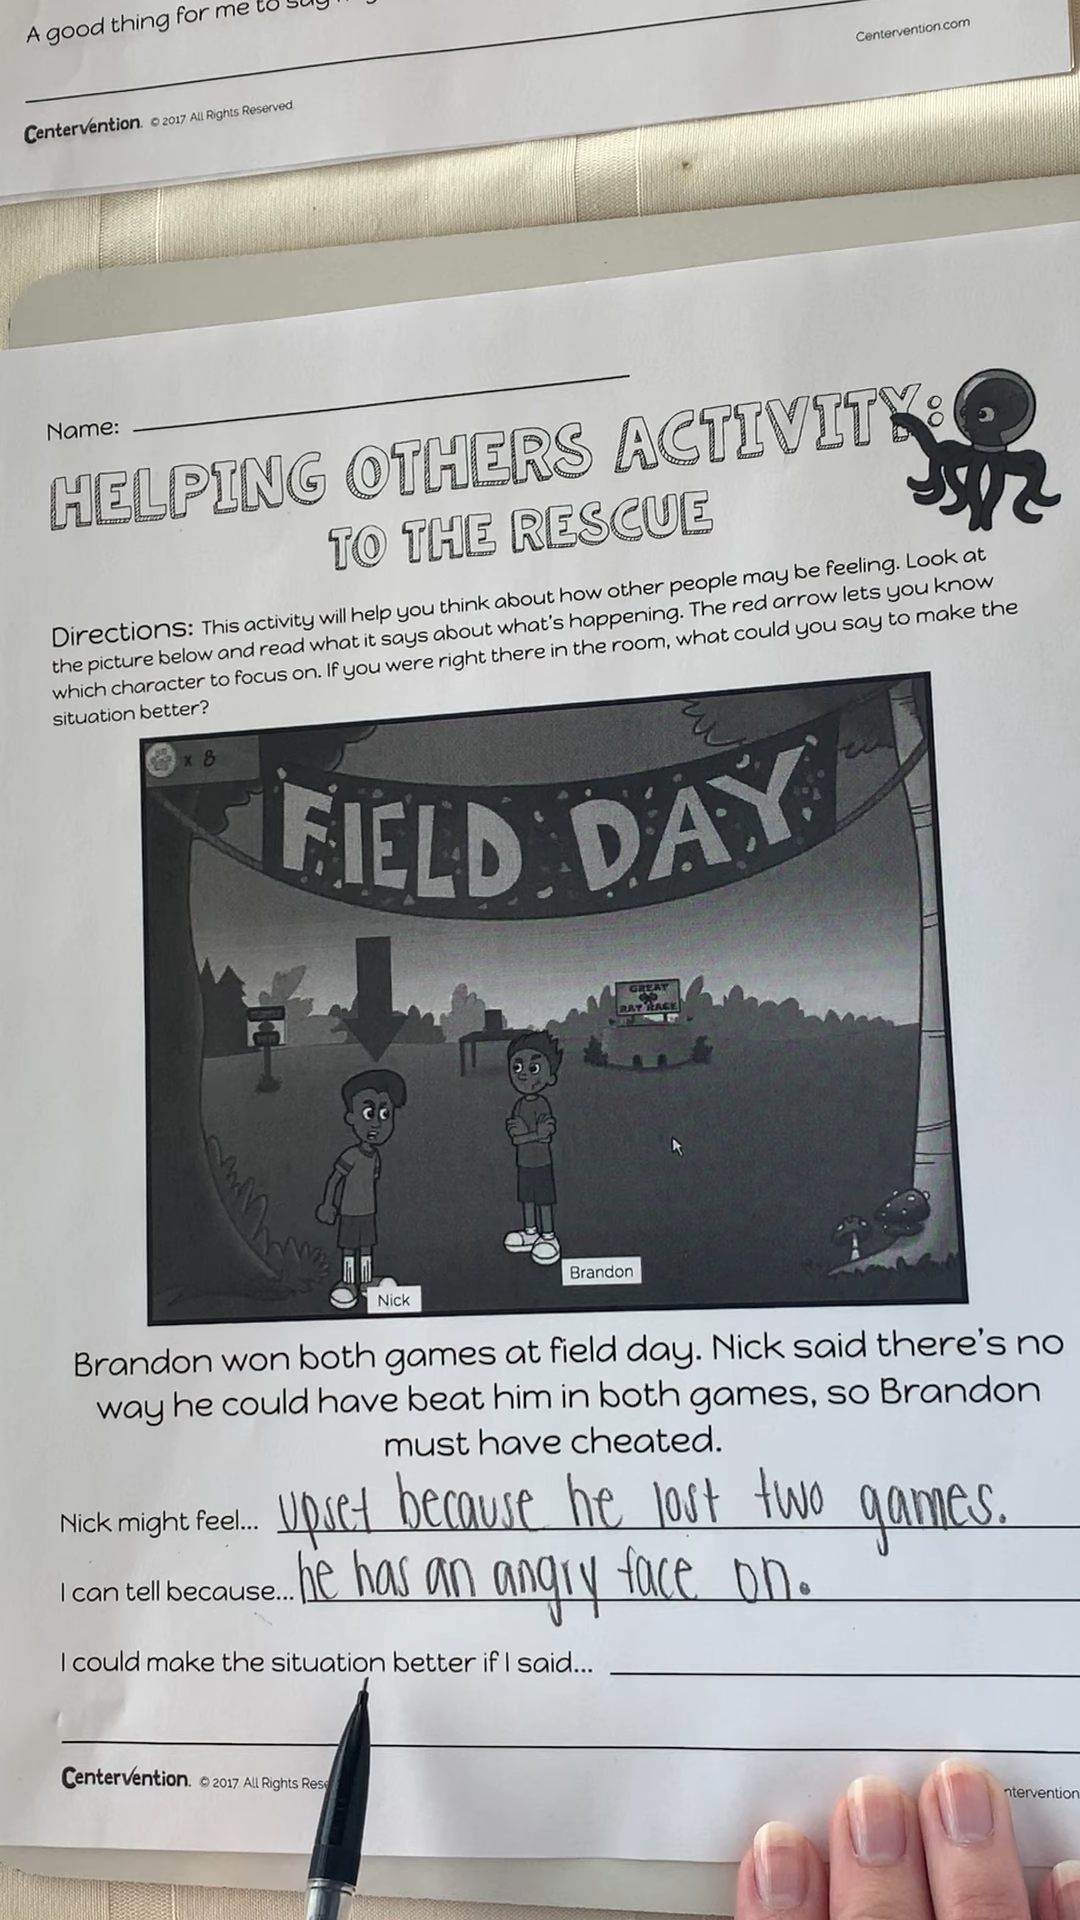 A good thing for me to say
Centervention.com
Centervention. © 2017 All Rights Reserved.
Name:
HELPING OTHERS ACTIVITY:
TO THE RESCUE
Directions: This activity will help you think about how other people may be feeling. Look at
the picture below and read what it says about what's happening. The red arrow lets you know
which character to focus on. If you were right there in the room, what could you say to make the
situation better?
x 8
FIELD DAY
GREAT
RAT RACE
Brandon
Nick
Brandon won both games at field day. Nick said there's no
way he could have beat him in both games, so Brandon
must have cheated.
Nick might feel... upset because he lost two games.
I can tell because... he has an angry face on.
I could make the situation better if I said...
Centervention. © 2017 All Rights Rese
ntervention